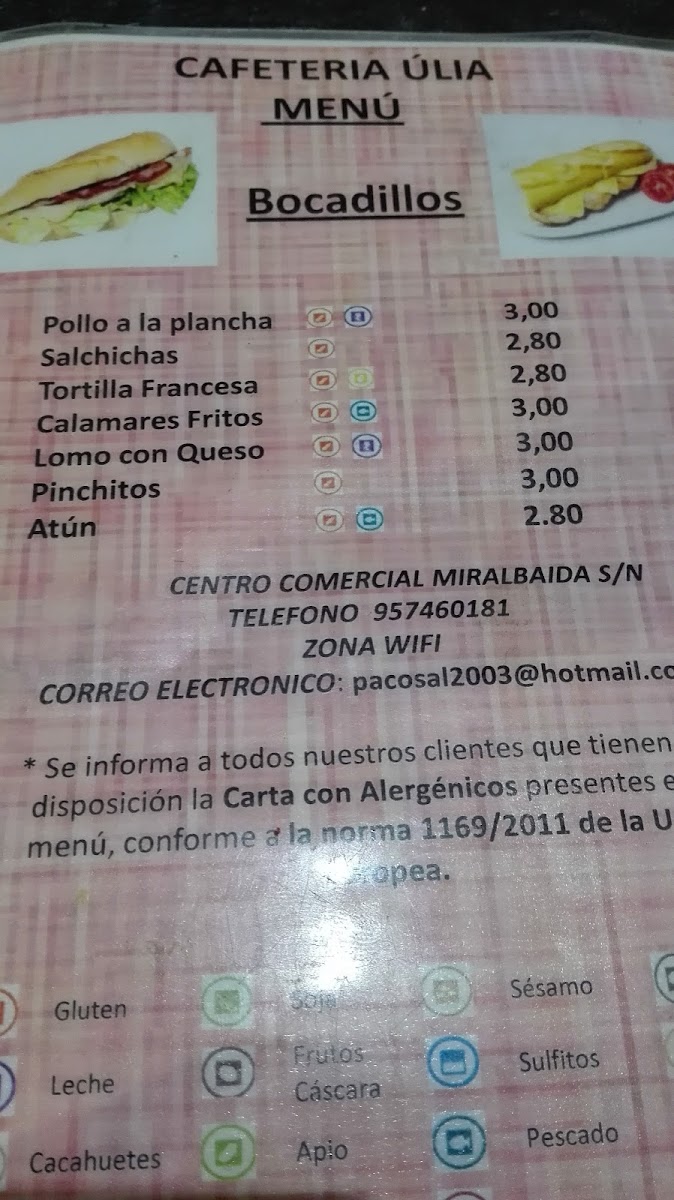 CAFETERIA ÚLIA
MENÚ
Bocadillos
Pollo a la plancha 3,00
Salchichas 2,80
Tortilla Francesa 2,80
Calamares Fritos 3,00
Lomo con Queso 3,00
Pinchitos 3,00
Atún 2.80
CENTRO COMERCIAL MIRALBAIDA S/N
TELEFONO 957460181
ZONA WIFI
CORREO ELECTRONICO: pacosal2003@hotmail.co
* Se informa a todos nuestros clientes que tienen
disposición la Carta con Alergénicos presentes e
menú, conforme a la norma 1169/2011 de la U
ropea.
Gluten Soja Sésamo
Leche Frutos Cáscara Sulfitos
Cacahuetes Apio Pescado